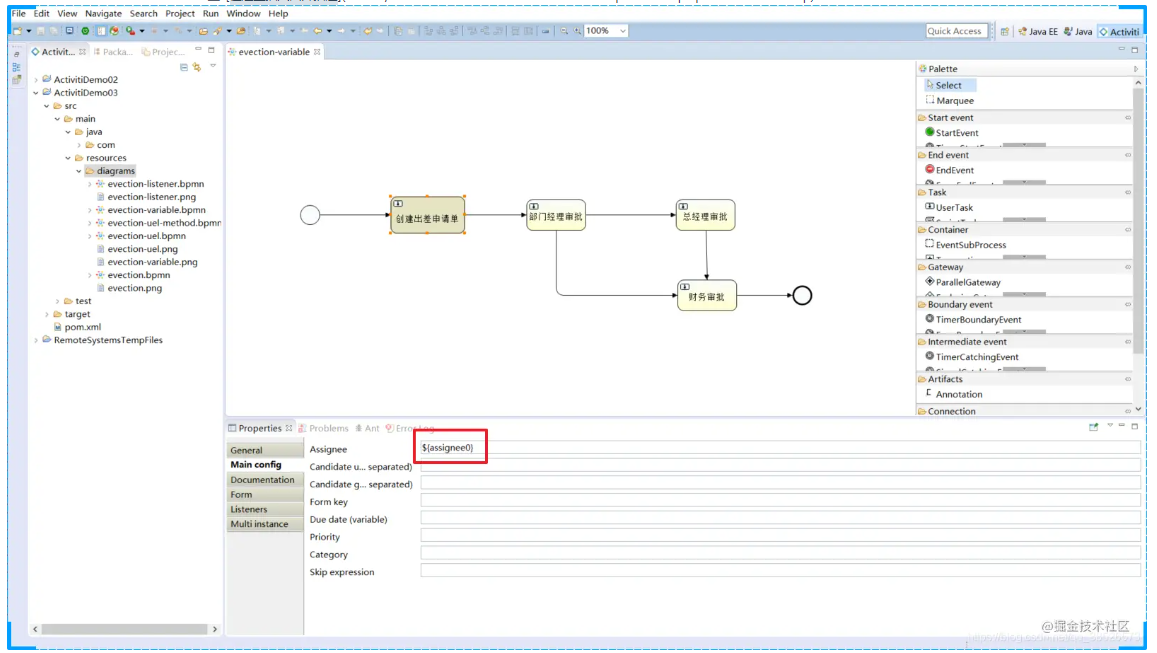 File Edit View Navigate Search Project Run Window Help
100%
Quick Access
Java EE
Java
Activiti
Activit...
Packa...
Projec...
evection-variable
ActivitiDemo02
ActivitiDemo03
src
main
java
com
resources
diagrams
evection-listener.bpmn
evection-listener.png
evection-variable.bpmn
evection-uel-method.bpmn
evection-uel.bpmn
evection-uel.png
evection-variable.png
evection.bpmn
evection.png
test
target
pom.xml
RemoteSystemsTempFiles
创建出差申请单
部门经理审批
总经理审批
财务审批
Palette
Select
Marquee
Start event
StartEvent
End event
EndEvent
Task
UserTask
Container
EventSubProcess
Gateway
ParallelGateway
Boundary event
TimerBoundaryEvent
Intermediate event
TimerCatchingEvent
Artifacts
Annotation
Connection
Properties
Problems
Ant
Error Log
General
Main config
Documentation
Form
Listeners
Multi instance
Assignee
${assignee0}
Candidate u... separated)
Candidate g... separated)
Form key
Due date (variable)
Priority
Category
Skip expression
@掘金技术社区